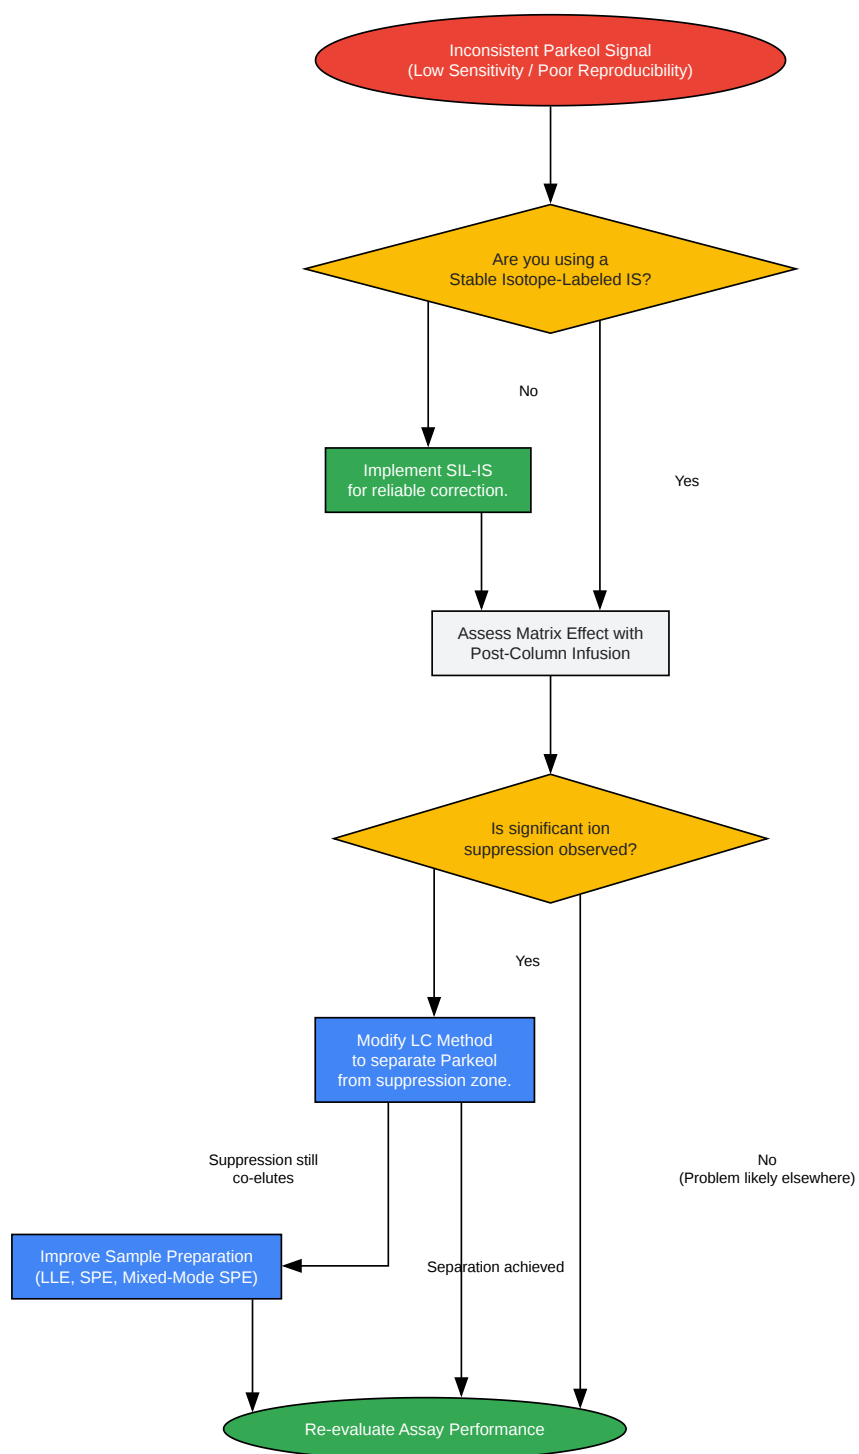 Inconsistent Parkeol Signal
(Low Sensitivity / Poor Reproducibility)
Are you using a
Stable Isotope-Labeled IS?
No
Implement SIL-IS
for reliable correction.
Yes
Assess Matrix Effect with
Post-Column Infusion
Is significant ion
suppression observed?
Yes
Modify LC Method
to separate Parkeol
from suppression zone.
Suppression still
co-elutes
No
(Problem likely elsewhere)
Improve Sample Preparation
(LLE, SPE, Mixed-Mode SPE)
Separation achieved
Re-evaluate Assay Performance